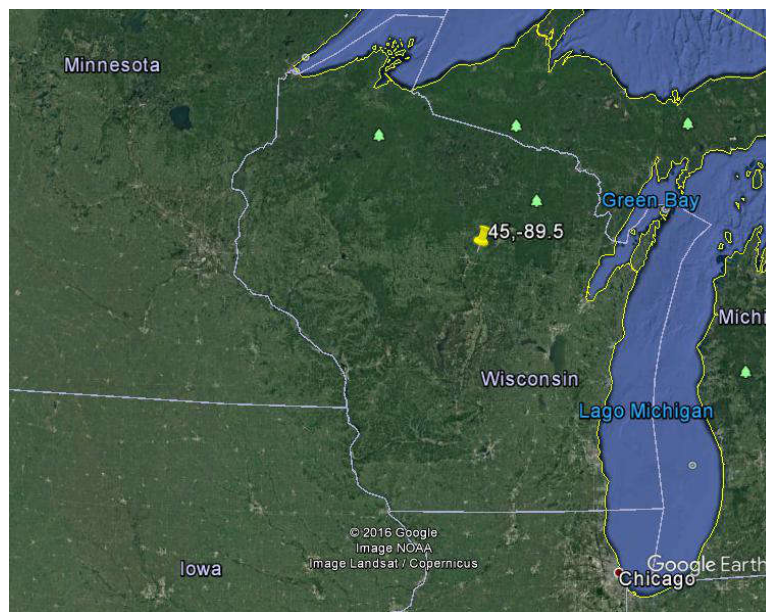 Minnesota
Green Bay
45,-89.5
Michi
Wisconsin
Lago Michigan
© 2016 Google
Image NOAA
Image Landsat / Copernicus
Iowa
Google Earth
Chicago